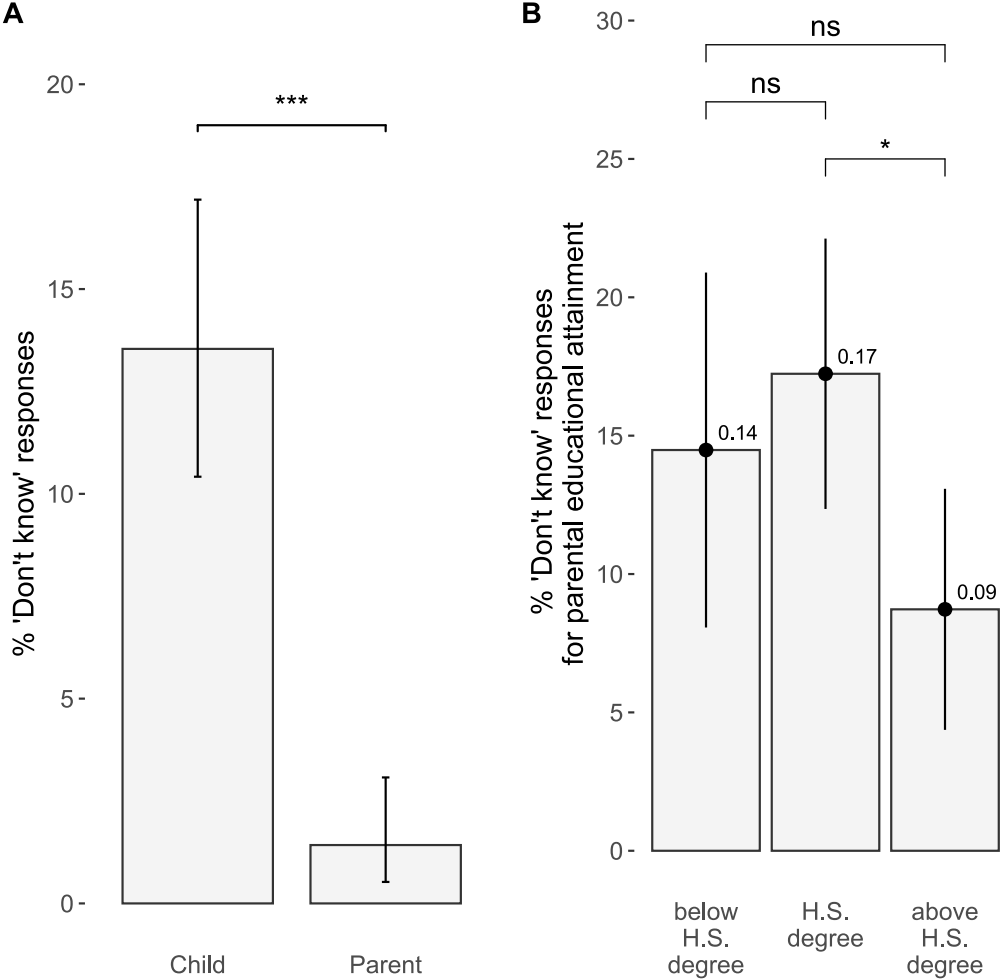 A
% 'Don't know' responses
20
15
10
5
0
***
Child
Parent
B
% 'Don't know' responses
for parental educational attainment
30
25
20
15
10
5
0
ns
ns
*
0.14
0.17
0.09
below
H.S.
degree
H.S.
degree
above
H.S.
degree